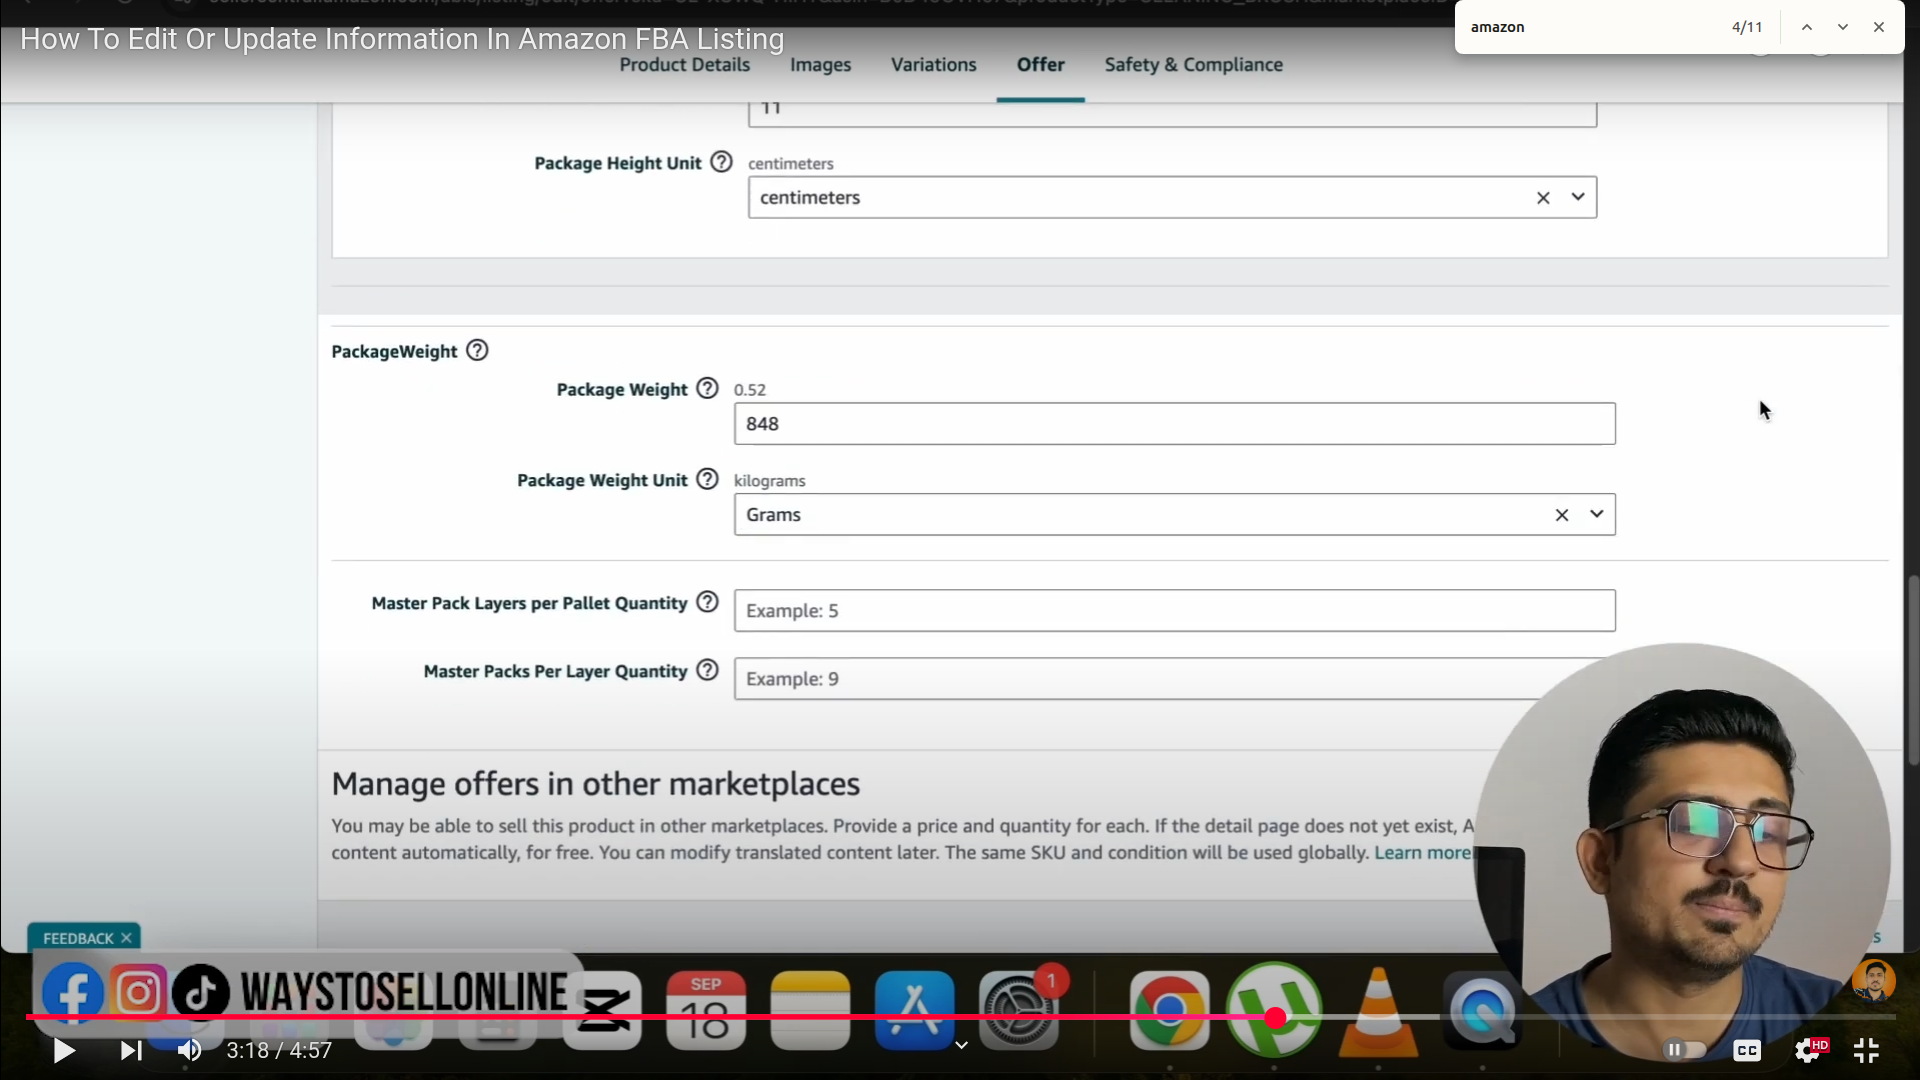 How To Edit Or Update Information In Amazon FBA Listing
amazon
4/11
Product Details
Images
Variations
Offer
Safety & Compliance
11
Package Height Unit
centimeters
centimeters
PackageWeight
Package Weight
0.52
848
Package Weight Unit
kilograms
Grams
Master Pack Layers per Pallet Quantity
Example: 5
Master Packs Per Layer Quantity
Example: 9
Manage offers in other marketplaces
You may be able to sell this product in other marketplaces. Provide a price and quantity for each. If the detail page does not yet exist, A
content automatically, for free. You can modify translated content later. The same SKU and condition will be used globally. Learn more
FEEDBACK
WAYSTOSELLONLINE
SEP
18
1
3:18 / 4:57
CC
HD